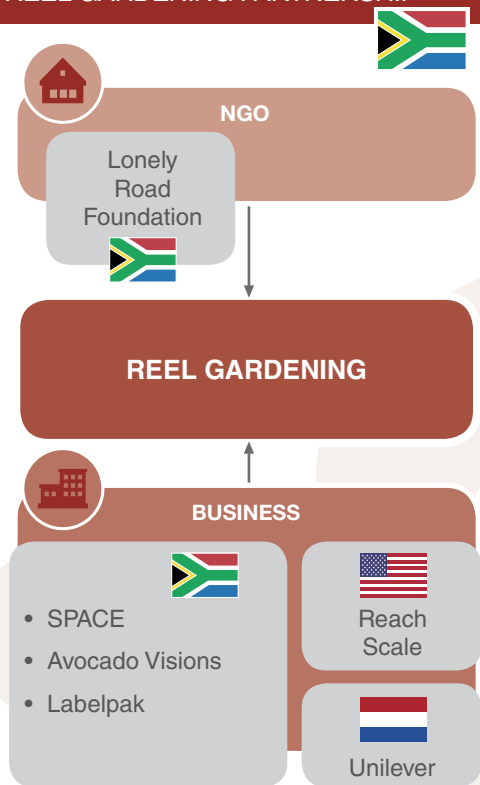 NGO
Lonely
Road
Foundation
REEL GARDENING
BUSINESS
• SPACE
• Avocado Visions
• Labelpak
Reach
Scale
Unilever